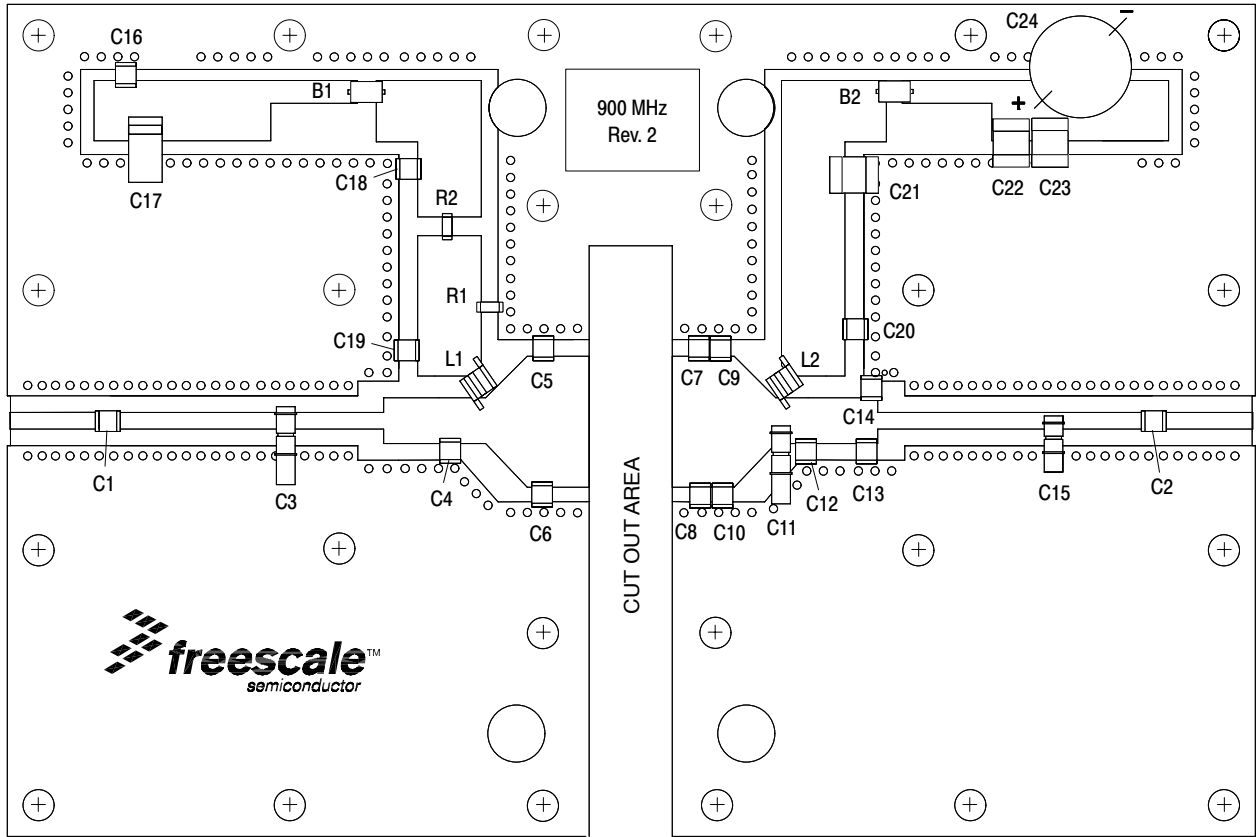 C16
C24
−
B1
B2
+
900 MHz
Rev. 2
C17
C18
R2
C21
C22
C23
R1
C19
L1
C5
C7
C9
L2
C20
C14
C1
C3
C4
C6
C8
C10
C11
C12
C13
C15
C2
CUT OUT AREA
freescale™
semiconductor